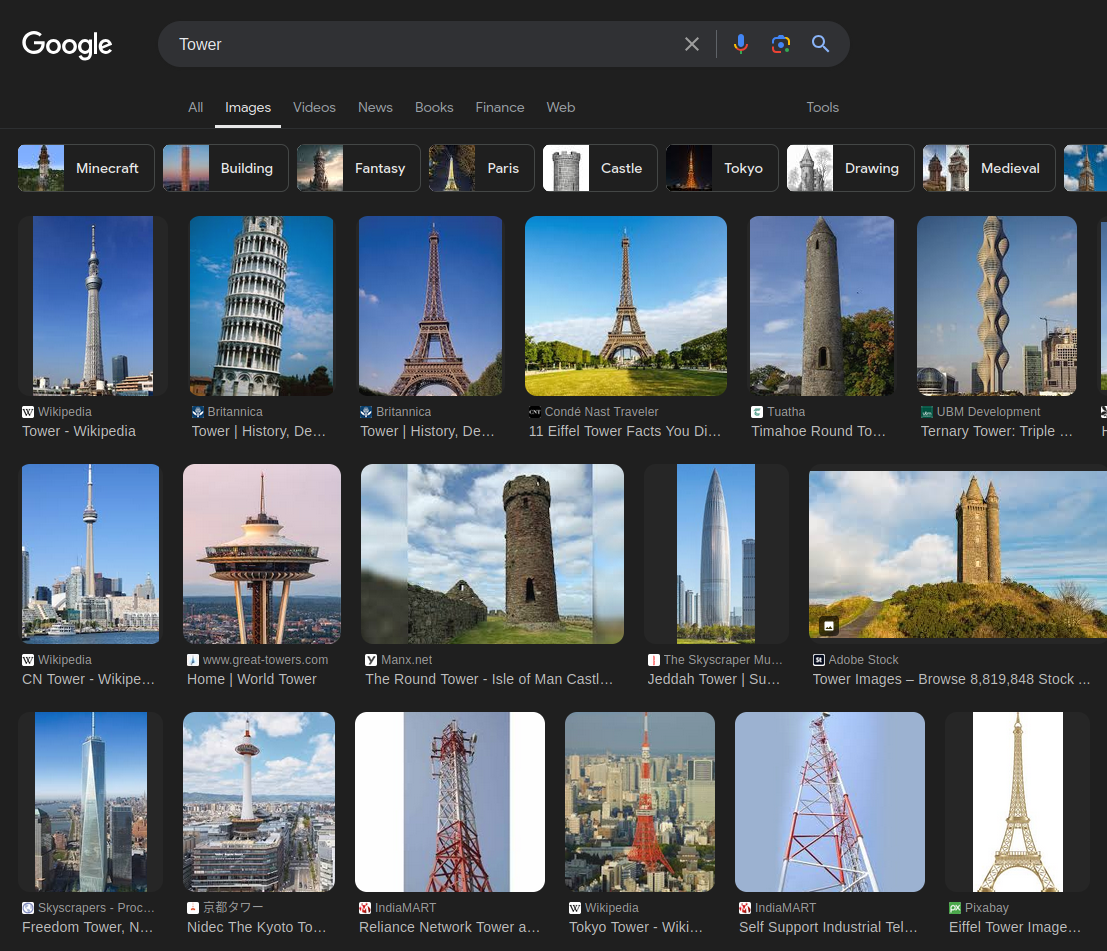 Google
Tower
All Images Videos News Books Finance Web Tools
Minecraft Building Fantasy Paris Castle Tokyo Drawing Medieval
Wikipedia Britannica Britannica Condé Nast Traveler Tuatha UBM Development
Tower - Wikipedia Tower | History, De... Tower | History, De... 11 Eiffel Tower Facts You Di... Timahoe Round To... Ternary Tower: Triple ...
Wikipedia www.great-towers.com Manx.net The Skyscraper Mu... Adobe Stock
CN Tower - Wikipe... Home | World Tower The Round Tower - Isle of Man Castl... Jeddah Tower | Su... Tower Images – Browse 8,819,848 Stock ...
Skyscrapers - Proc... 京都タワー IndiaMART Wikipedia IndiaMART Pixabay
Freedom Tower, N... Nidec The Kyoto To... Reliance Network Tower a... Tokyo Tower - Wiki... Self Support Industrial Tel... Eiffel Tower Image...